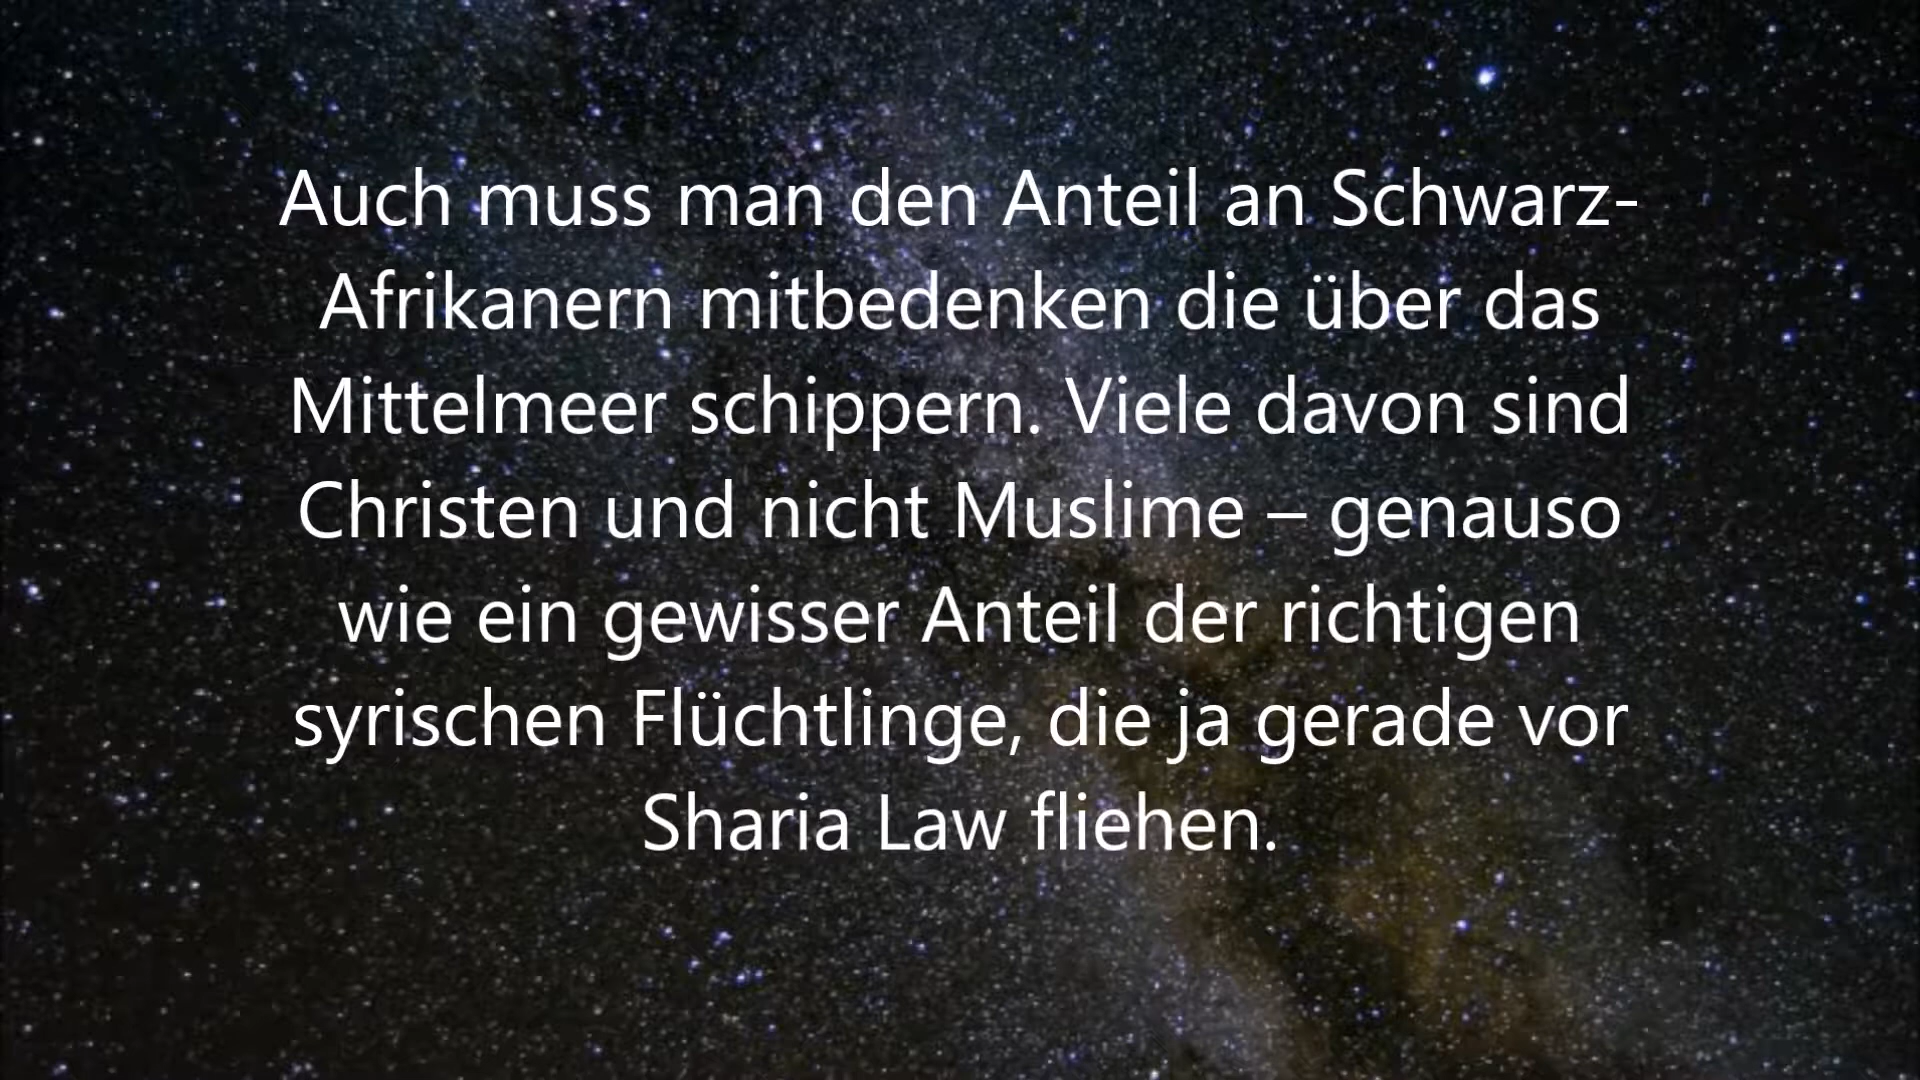 Auch muss man den Anteil an Schwarz-
Afrikanern mitbedenken die über das
Mittelmeer schippern. Viele davon sind
Christen und nicht Muslime – genauso
wie ein gewisser Anteil der richtigen
syrischen Flüchtlinge, die ja gerade vor
Sharia Law fliehen.